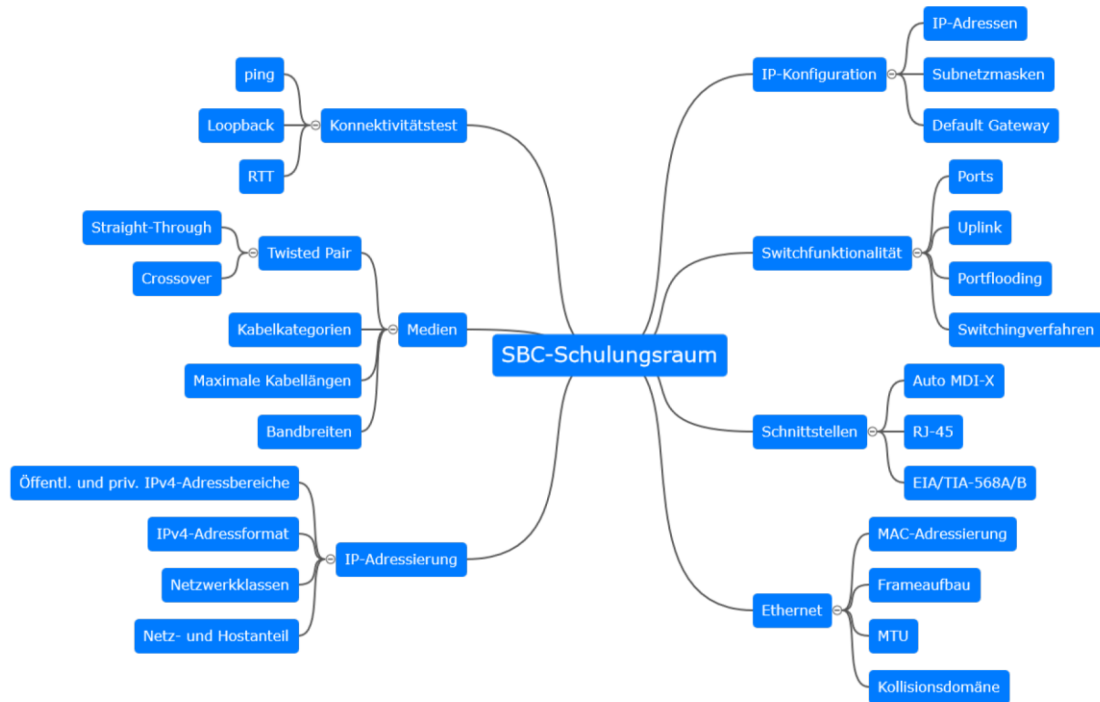 SBC-Schulungsraum
Konnektivitätstest
ping
Loopback
RTT
Medien
Twisted Pair
Straight-Through
Crossover
Kabelkategorien
Maximale Kabellängen
Bandbreiten
IP-Adressierung
Öffentl. und priv. IPv4-Adressbereiche
IPv4-Adressformat
Netzwerkklassen
Netz- und Hostanteil
IP-Konfiguration
IP-Adressen
Subnetzmasken
Default Gateway
Switchfunktionalität
Ports
Uplink
Portflooding
Switchingverfahren
Schnittstellen
Auto MDI-X
RJ-45
EIA/TIA-568A/B
Ethernet
MAC-Adressierung
Frameaufbau
MTU
Kollisionsdomäne